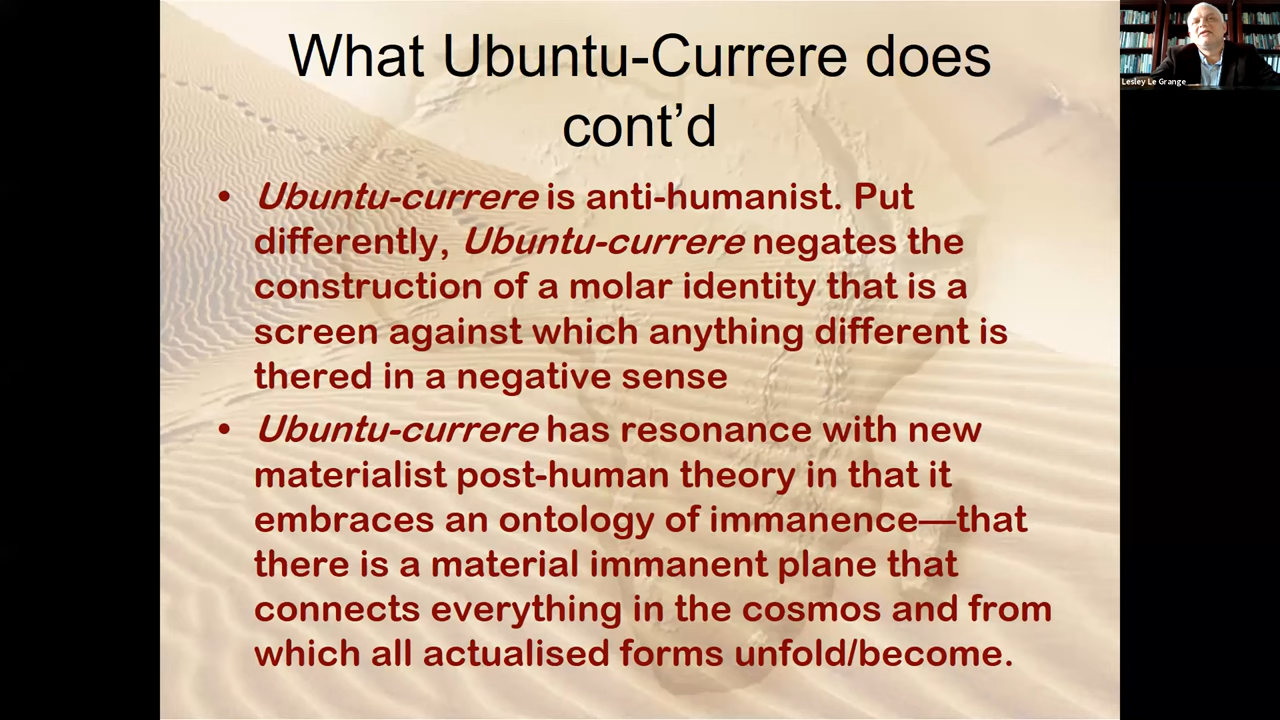 What Ubuntu-Currere does
cont’d
• Ubuntu-currere is anti-humanist. Put
differently, Ubuntu-currere negates the
construction of a molar identity that is a
screen against which anything different is
thered in a negative sense
• Ubuntu-currere has resonance with new
materialist post-human theory in that it
embraces an ontology of immanence—that
there is a material immanent plane that
connects everything in the cosmos and from
which all actualised forms unfold/become.
Lesley Le Grange